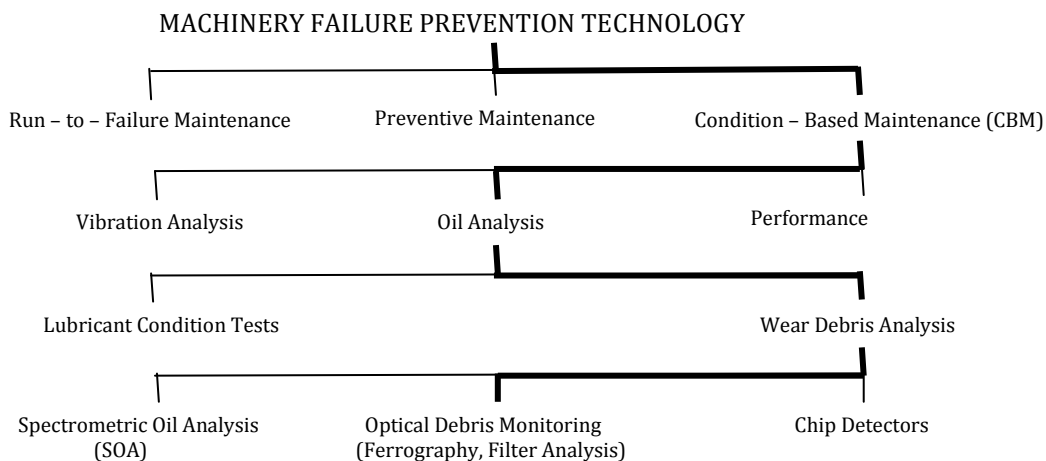 MACHINERY FAILURE PREVENTION TECHNOLOGY
Run – to – Failure Maintenance
Preventive Maintenance
Condition – Based Maintenance (CBM)
Vibration Analysis
Oil Analysis
Performance
Lubricant Condition Tests
Wear Debris Analysis
Spectrometric Oil Analysis
(SOA)
Optical Debris Monitoring
(Ferrography, Filter Analysis)
Chip Detectors